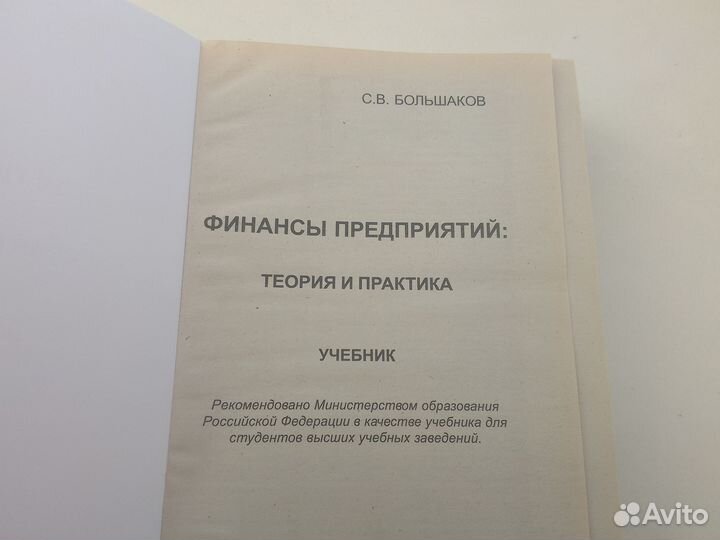 С.В. БОЛЬШАКОВ
ФИНАНСЫ ПРЕДПРИЯТИЙ:
ТЕОРИЯ И ПРАКТИКА
УЧЕБНИК
Рекомендовано Министерством образования
Российской Федерации в качестве учебника для
студентов высших учебных заведений.
Avito